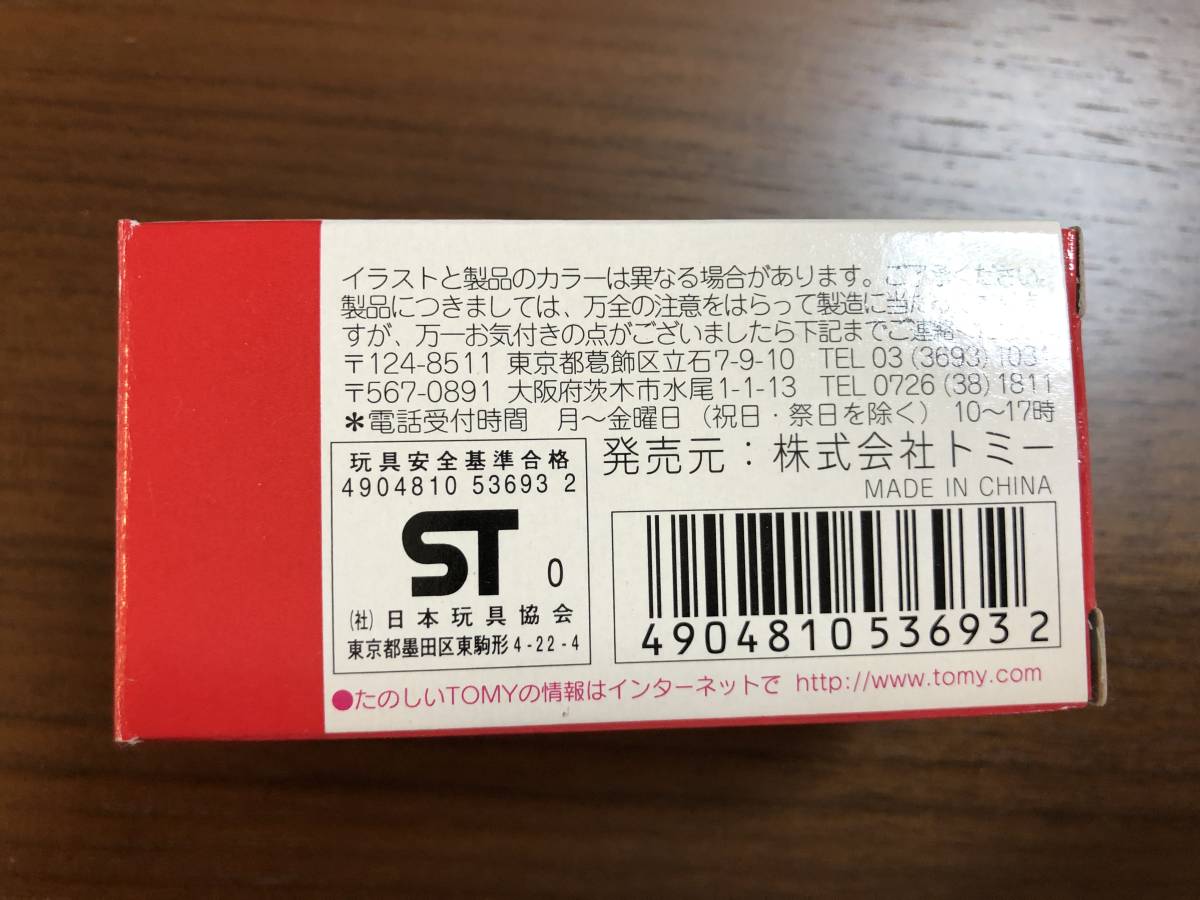 イラストと製品のカラーは異なる場合があります。ご了承ください。
製品につきましては、万全の注意をはらって製造に当た
すが、万一お気付きの点がございましたら下記までご連絡
〒124-8511 東京都葛飾区立石7-9-10 TEL 03 (3693) 1031
〒567-0891 大阪府茨木市水尾1-1-13 TEL 0726 (38) 1811
＊電話受付時間 月～金曜日（祝日・祭日を除く） 10～17時
発売元：株式会社トミー
MADE IN CHINA
玩具安全基準合格
4904810 53693 2
ST 0
(社) 日本玩具協会
東京都墨田区東駒形4-22-4
4904810536932
●たのしいTOMYの情報はインターネットで http://www.tomy.com